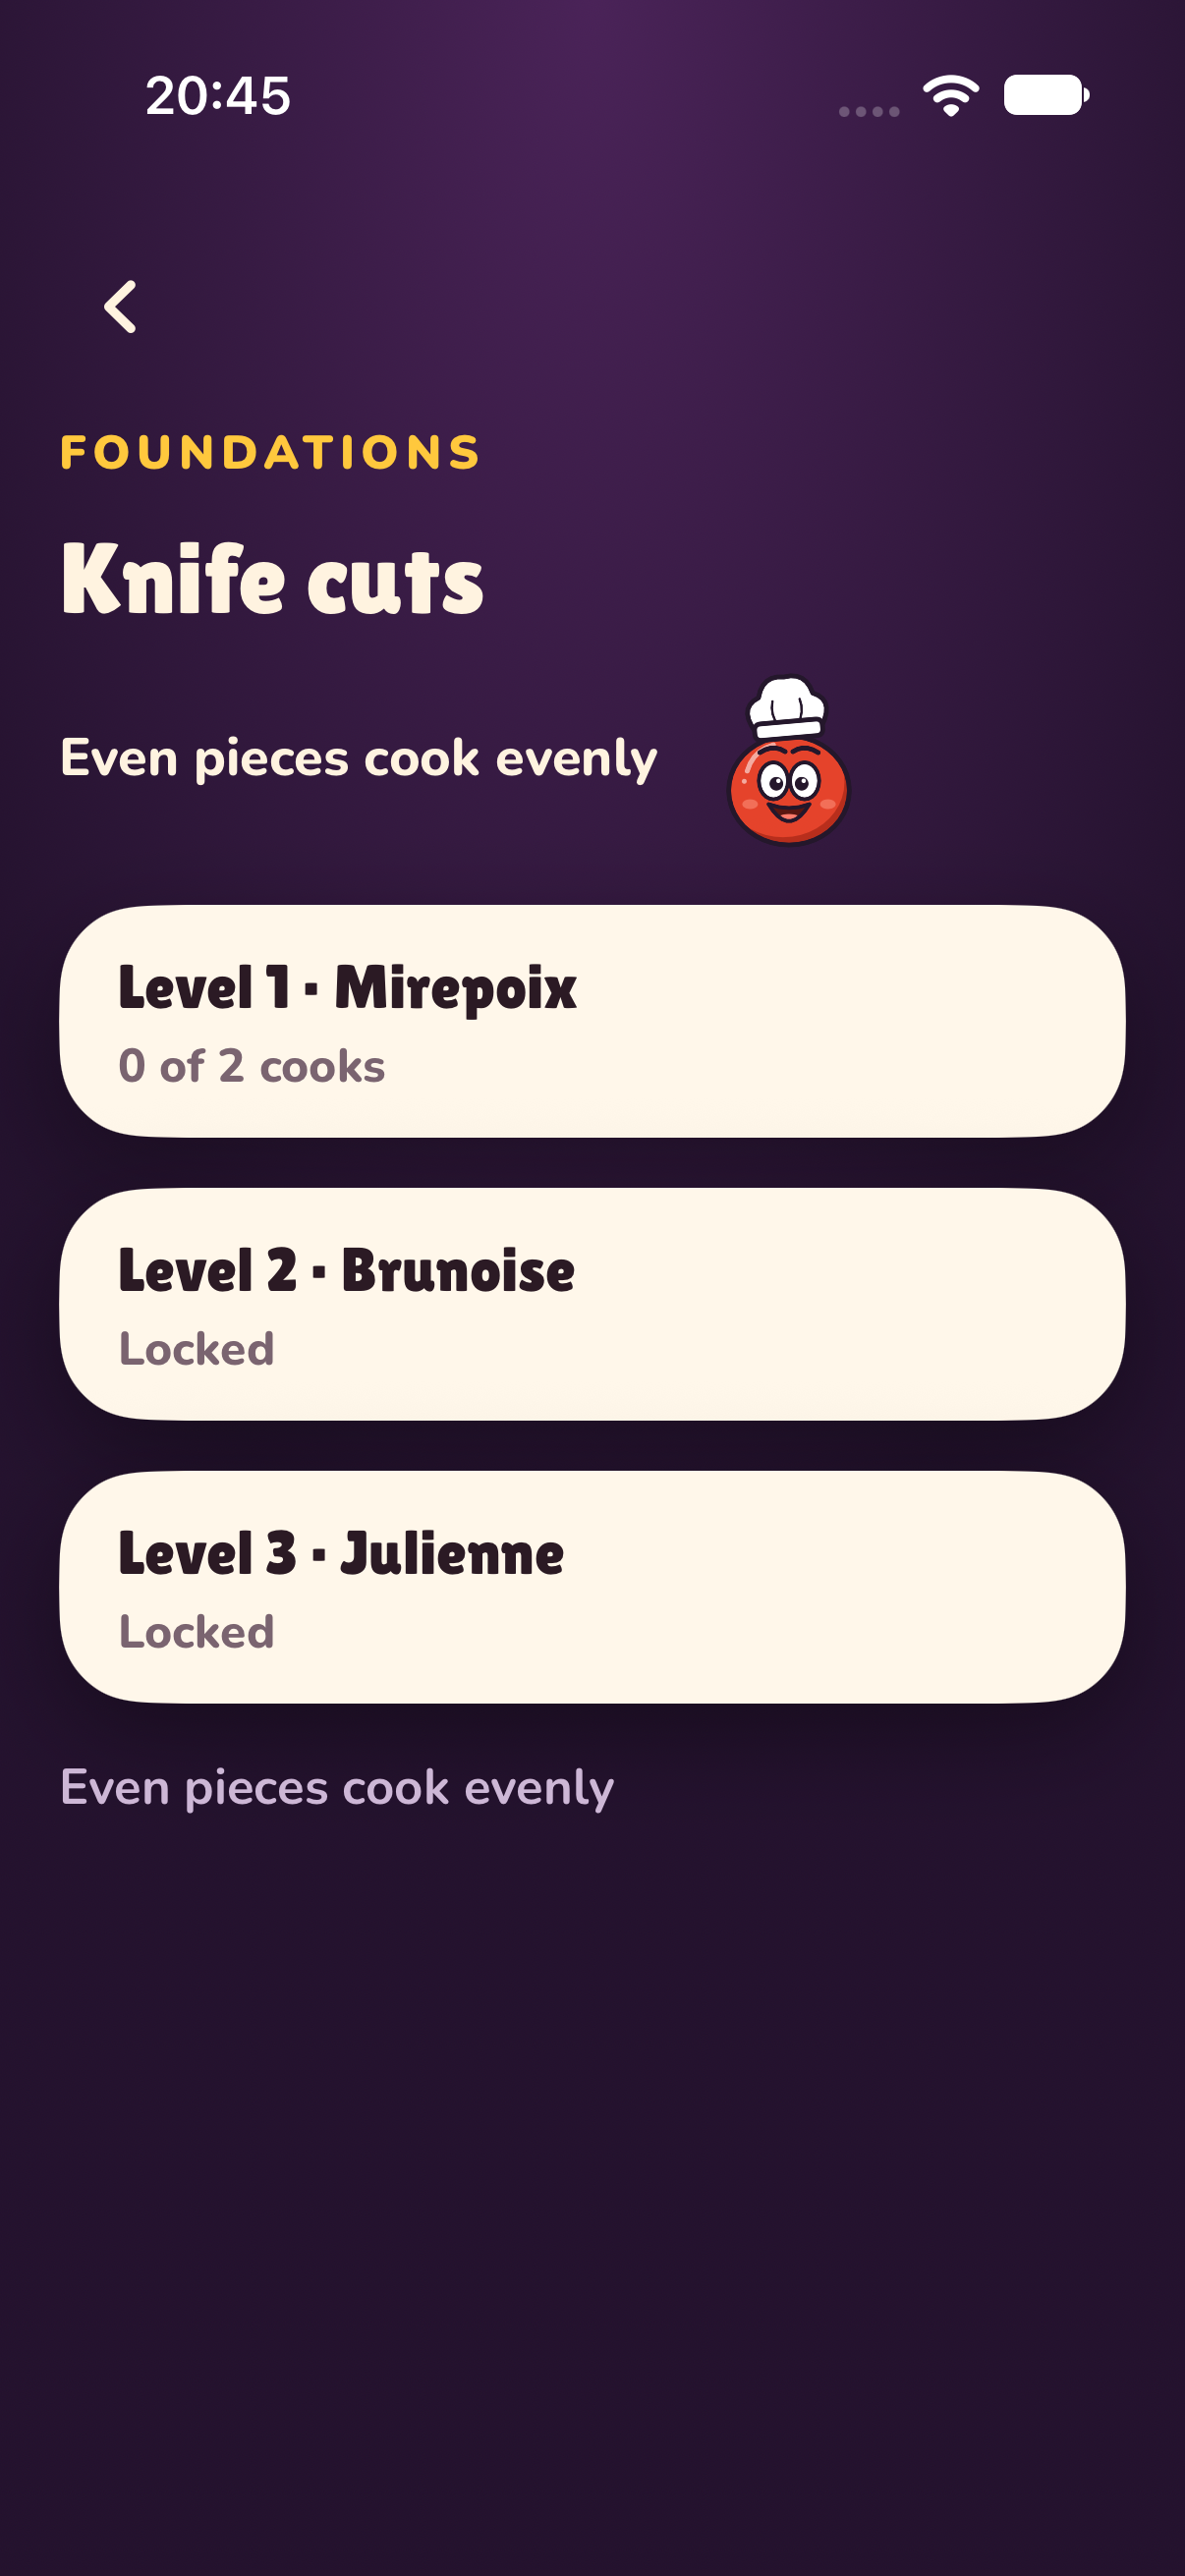 20:45
FOUNDATIONS
Knife cuts
Even pieces cook evenly
Level 1 · Mirepoix
0 of 2 cooks
Level 2 · Brunoise
Locked
Level 3 · Julienne
Locked
Even pieces cook evenly